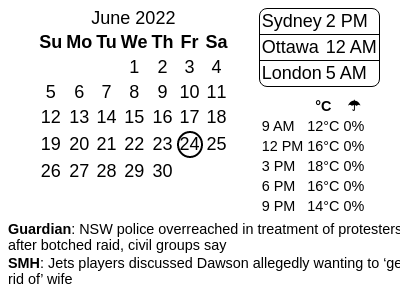 June 2022
Su Mo Tu We Th Fr Sa
1 2 3 4
5 6 7 8 9 10 11
12 13 14 15 16 17 18
19 20 21 22 23 24 25
26 27 28 29 30
Sydney 2 PM
Ottawa 12 AM
London 5 AM
°C ☂
9 AM 12°C 0%
12 PM 16°C 0%
3 PM 18°C 0%
6 PM 16°C 0%
9 PM 14°C 0%
Guardian: NSW police overreached in treatment of protesters
after botched raid, civil groups say
SMH: Jets players discussed Dawson allegedly wanting to ‘ge
rid of’ wife